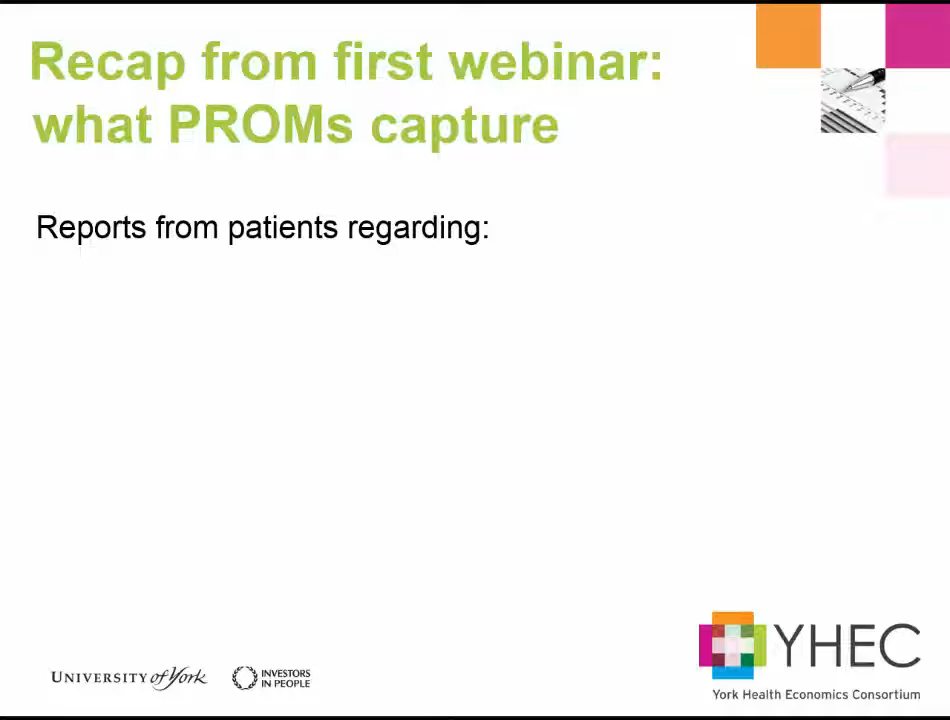 Recap from first webinar:
what PROMs capture
Reports from patients regarding:
UNIVERSITY of York
INVESTORS
IN PEOPLE
YHEC
York Health Economics Consortium